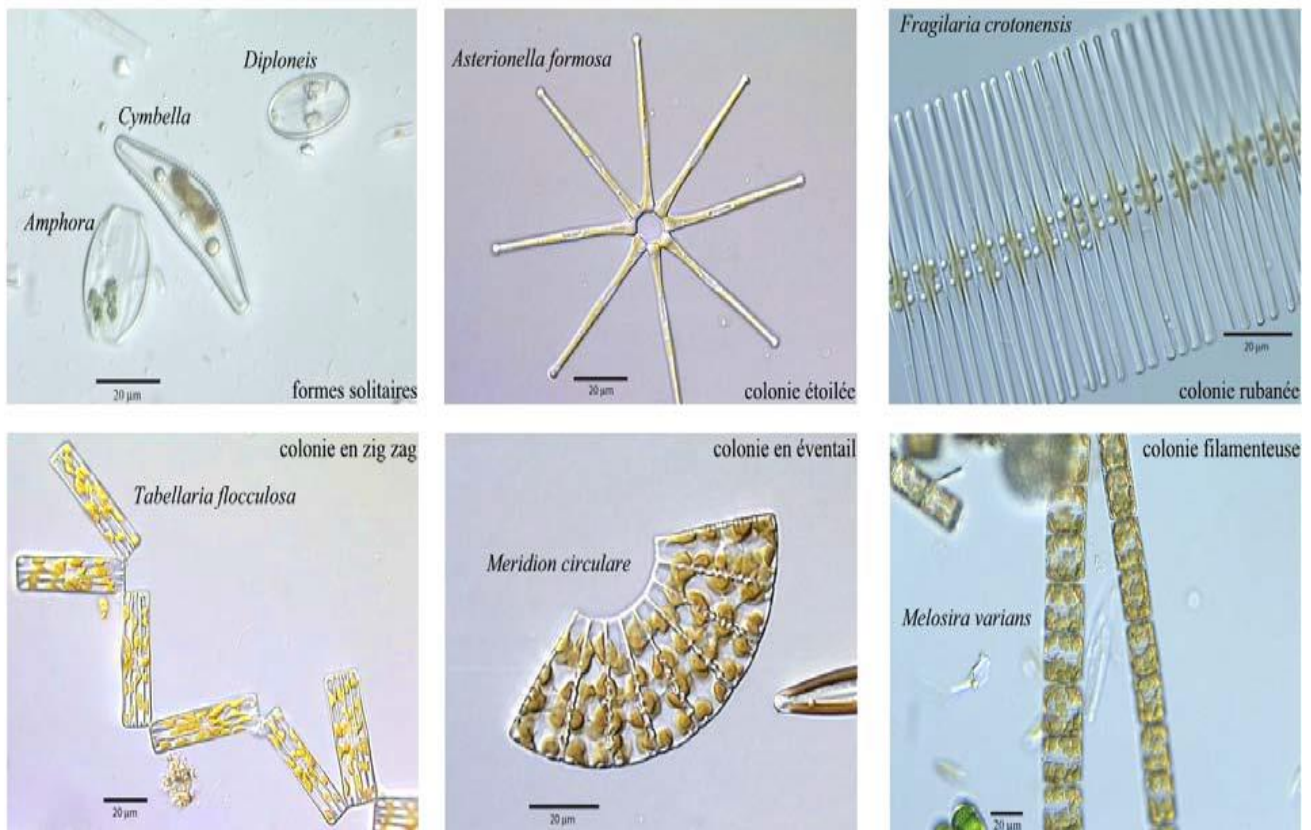 Diploneis
Cymbella
Amphora
20 µm
formes solitaires
Asterionella formosa
20 µm
colonie étoilée
Fragilaria crotonensis
20 µm
colonie rubanée
colonie en zig zag
Tabellaria flocculosa
20 µm
colonie en éventail
Meridion circulare
20 µm
colonie filamenteuse
Melosira varians
20 µm